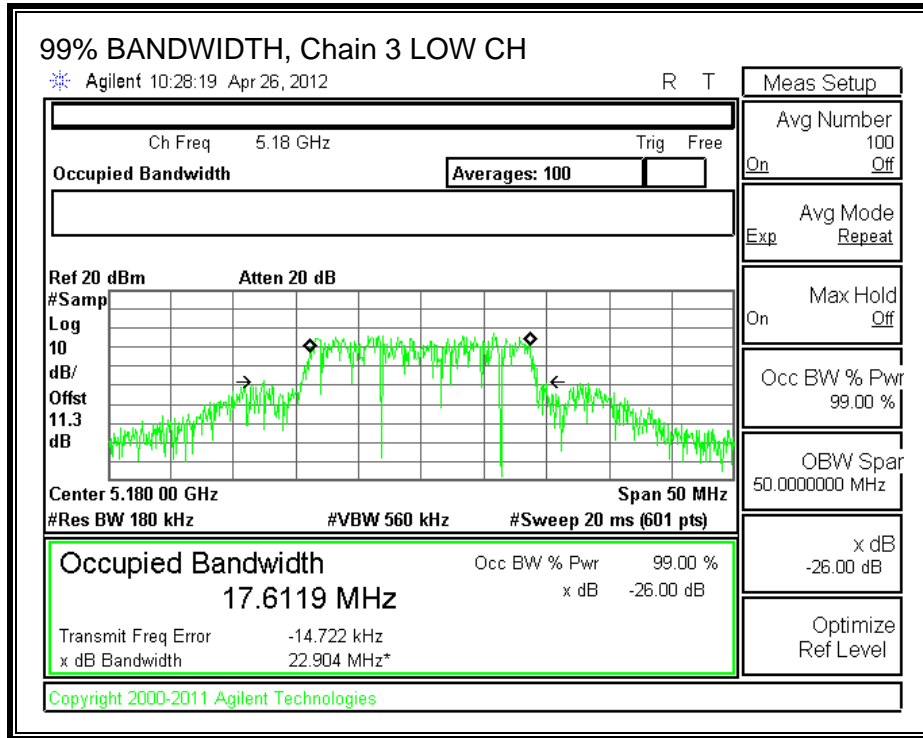 99% BANDWIDTH, Chain 3 LOW CH
Agilent 10:28:19 Apr 26, 2012 R T
Ch Freq 5.18 GHz Trig Free
Occupied Bandwidth Averages: 100
Ref 20 dBm Atten 20 dB
#Samp
Log
10
dB/
Offst
11.3
dB
Center 5.180 00 GHz Span 50 MHz
#Res BW 180 kHz #VBW 560 kHz #Sweep 20 ms (601 pts)
Occupied Bandwidth Occ BW % Pwr 99.00 %
17.6119 MHz x dB -26.00 dB
Transmit Freq Error -14.722 kHz
x dB Bandwidth 22.904 MHz*
Copyright 2000-2011 Agilent Technologies
Meas Setup
Avg Number
100
On Off
Avg Mode
Exp Repeat
Max Hold
On Off
Occ BW % Pwr
99.00 %
OBW Span
50.0000000 MHz
x dB
-26.00 dB
Optimize
Ref Level